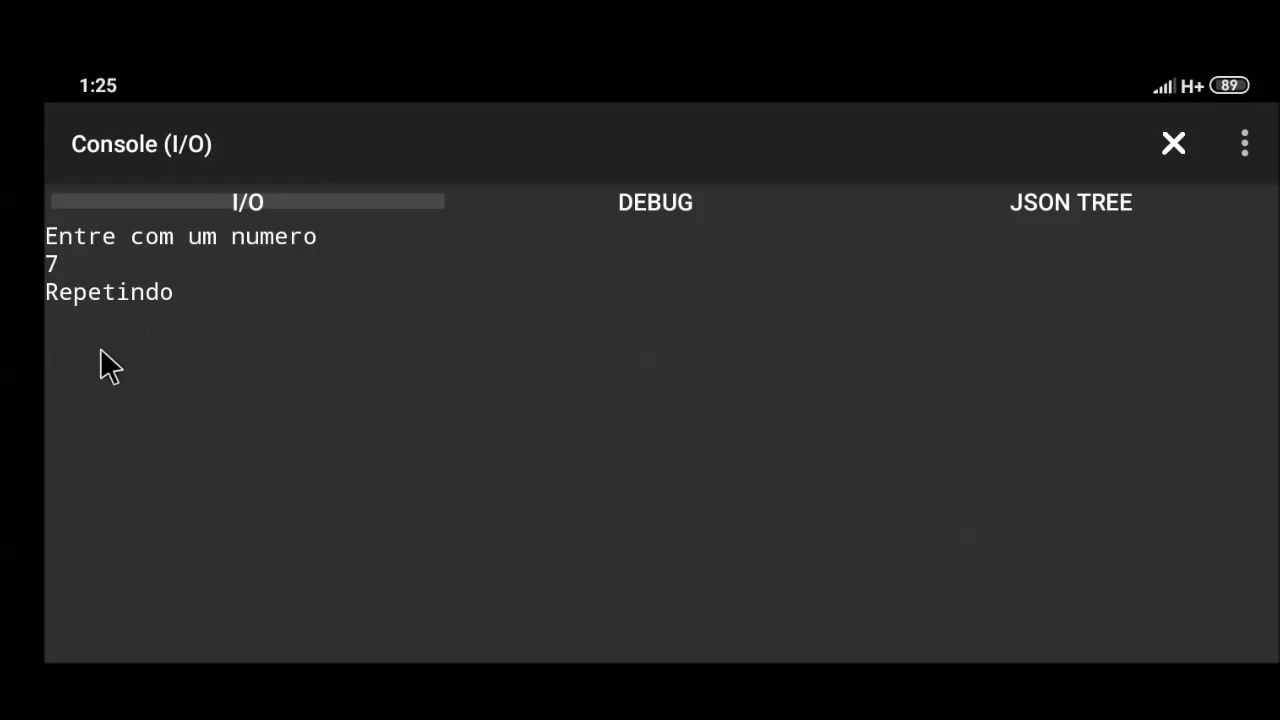 1:25
H+ 89
Console (I/O)
I/O DEBUG JSON TREE
Entre com um numero
7
Repetindo